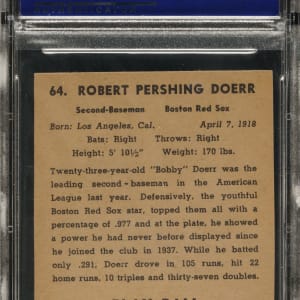 64. ROBERT PERSHING DOERR
Second-Baseman Boston Red Sox
Born: Los Angeles, Cal. April 7, 1918
Bats: Right Throws: Right
Height: 5' 10½" Weight: 170 lbs.
Twenty-three-year-old "Bobby" Doerr was the
leading second-baseman in the American
League last year. Defensively, the youthful
Boston Red Sox star, topped them all with a
percentage of .977 and at the plate, he showed
a power he had never before displayed since
he joined the club in 1937. While he batted
only .291, Doerr drove in 105 runs, hit 22
home runs, 10 triples and thirty-seven doubles.